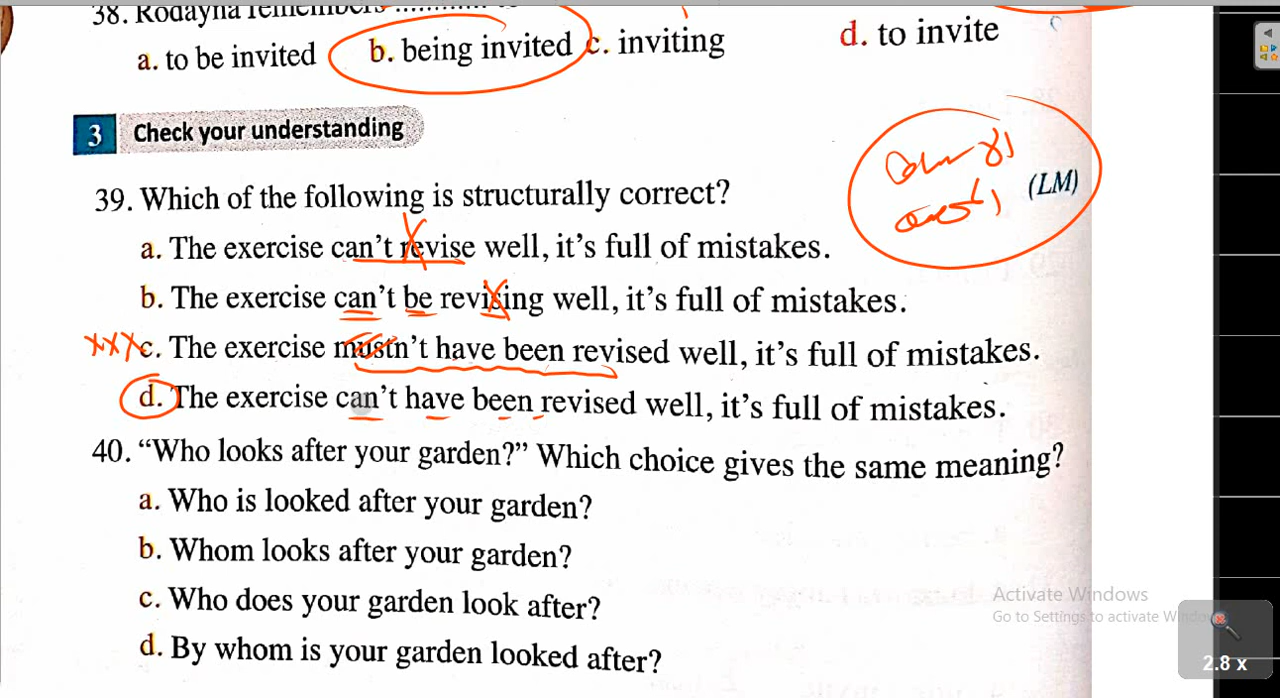 38. Rodayna remembers ............
a. to be invited b. being invited c. inviting d. to invite
3 Check your understanding
39. Which of the following is structurally correct? (LM)
a. The exercise can't revise well, it's full of mistakes.
b. The exercise can't be revising well, it's full of mistakes.
xxx c. The exercise mustn't have been revised well, it's full of mistakes.
d. The exercise can't have been revised well, it's full of mistakes.
40. “Who looks after your garden?” Which choice gives the same meaning?
a. Who is looked after your garden?
b. Whom looks after your garden?
c. Who does your garden look after?
d. By whom is your garden looked after?
Activate Windows
Go to Settings to activate Windo
2.8 x